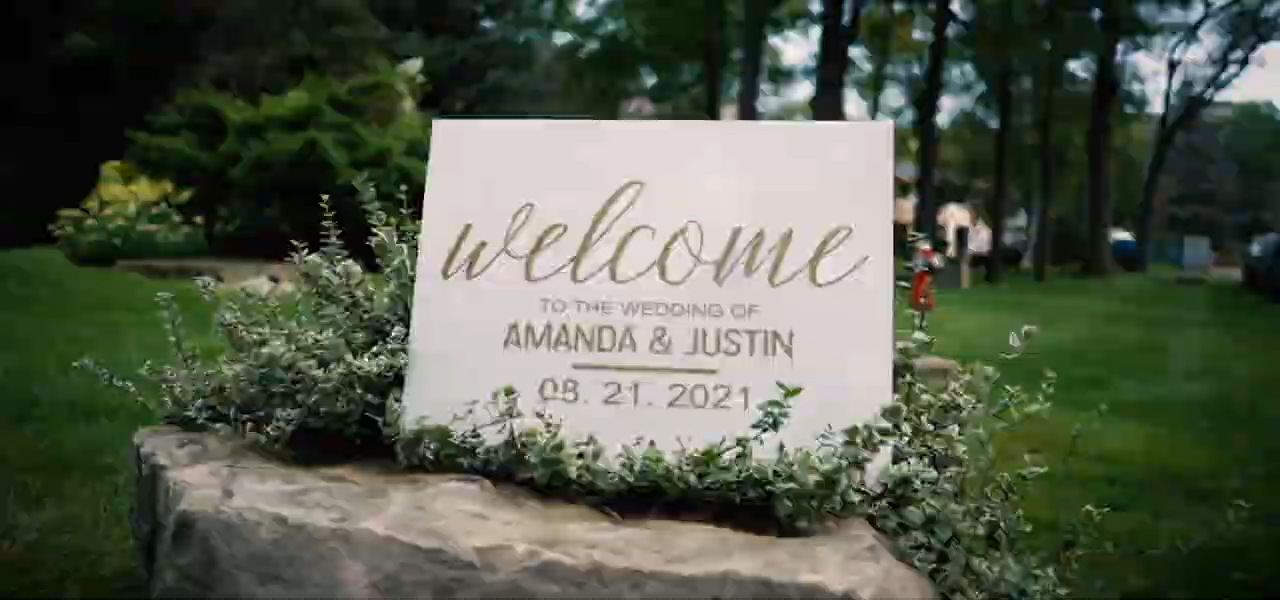 welcome
TO THE WEDDING OF
AMANDA & JUSTIN
08. 21. 2021